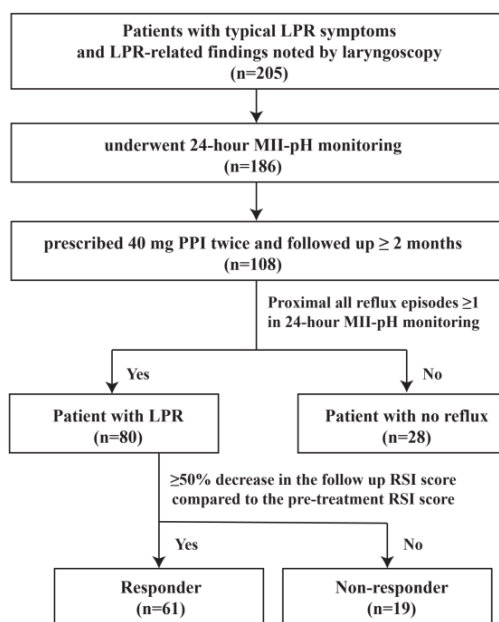 Patients with typical LPR symptoms
and LPR-related findings noted by laryngoscopy
(n=205)
underwent 24-hour MII-pH monitoring
(n=186)
prescribed 40 mg PPI twice and followed up ≥ 2 months
(n=108)
Proximal all reflux episodes ≥1
in 24-hour MII-pH monitoring
Yes
No
Patient with LPR
(n=80)
Patient with no reflux
(n=28)
≥50% decrease in the follow up RSI score
compared to the pre-treatment RSI score
Yes
No
Responder
(n=61)
Non-responder
(n=19)